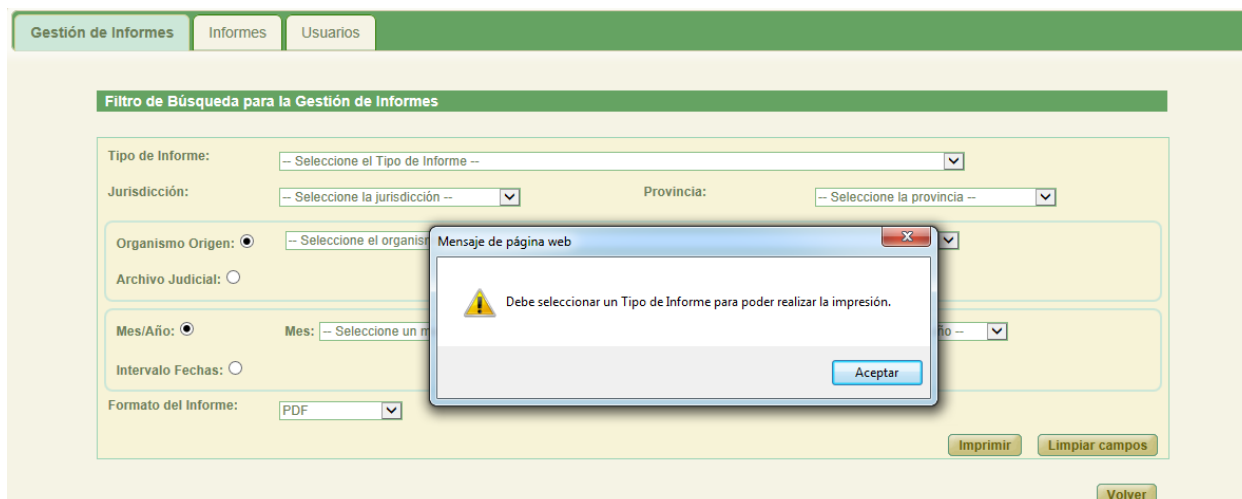 Gestión de Informes Informes Usuarios
Filtro de Búsqueda para la Gestión de Informes
Tipo de Informe: -- Seleccione el Tipo de Informe --
Jurisdicción: -- Seleccione la jurisdicción -- Provincia: -- Seleccione la provincia --
Organismo Origen: -- Seleccione el
Archivo Judicial:
Mensaje de página web
Debe seleccionar un Tipo de Informe para poder realizar la impresión.
Aceptar
Mes/Año: Mes: -- Seleccione un
Intervalo Fechas:
Formato del Informe: PDF
Imprimir Limpiar campos
Volver